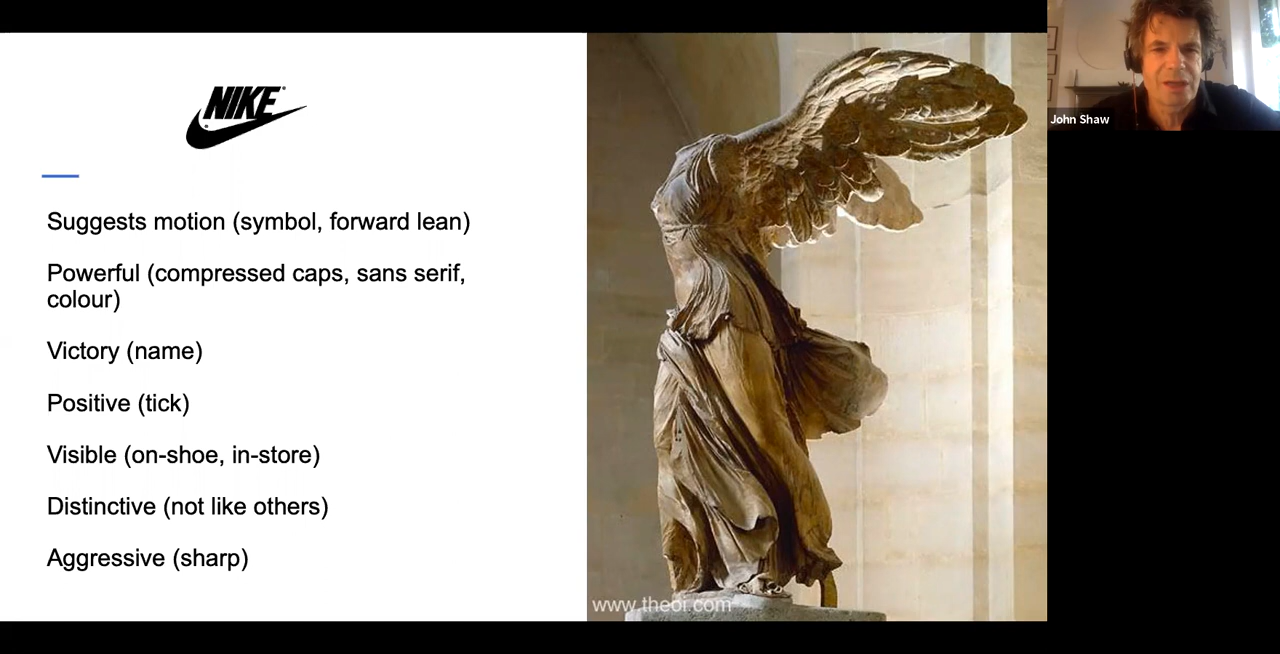 NIKE
Suggests motion (symbol, forward lean)
Powerful (compressed caps, sans serif,
colour)
Victory (name)
Positive (tick)
Visible (on-shoe, in-store)
Distinctive (not like others)
Aggressive (sharp)
www.theoi.com
John Shaw